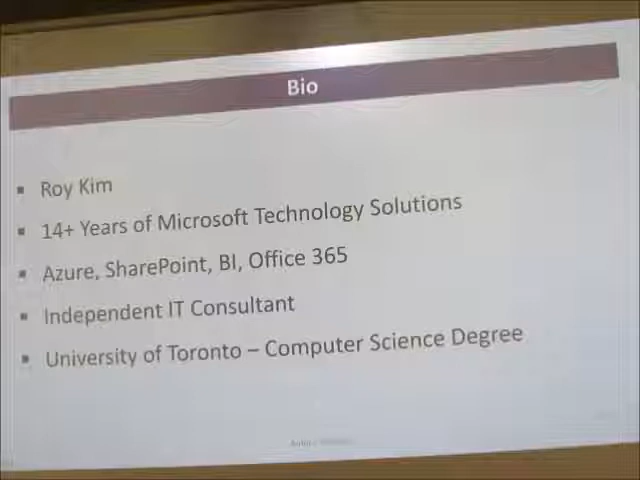 Bio
▪ Roy Kim
▪ 14+ Years of Microsoft Technology Solutions
▪ Azure, SharePoint, BI, Office 365
▪ Independent IT Consultant
▪ University of Toronto – Computer Science Degree